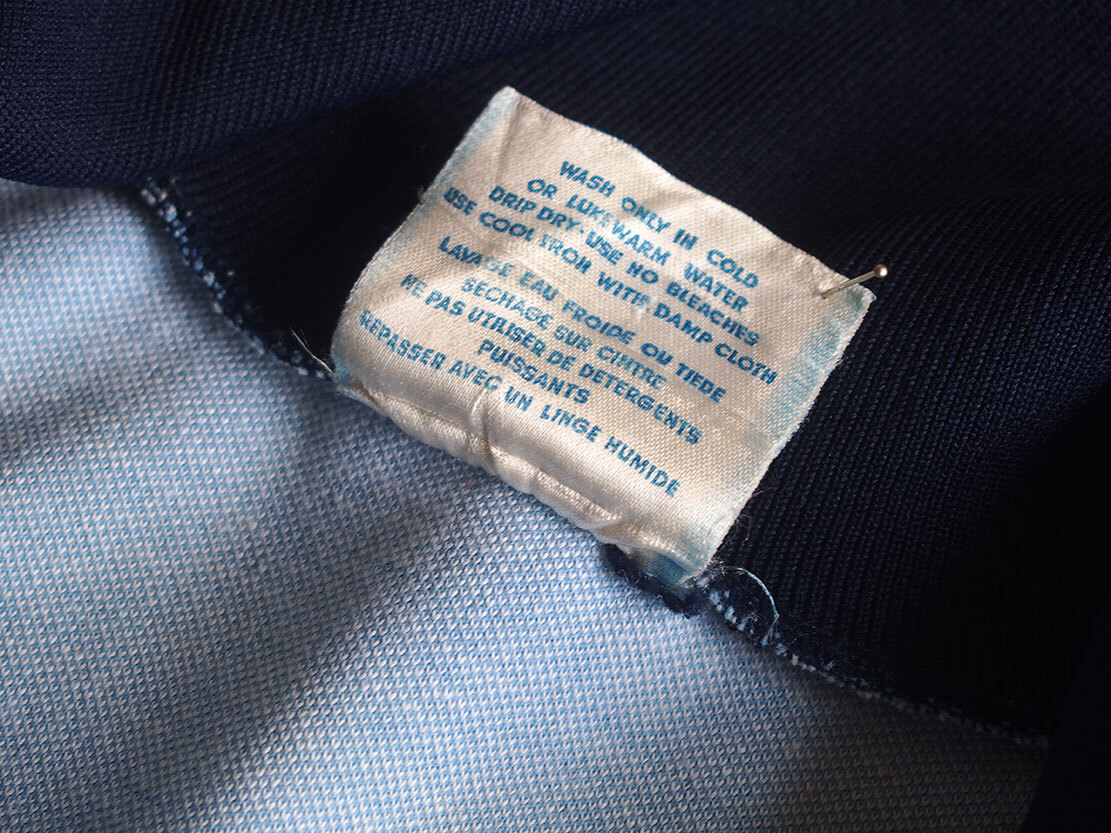 WASH ONLY IN COLD
OR LUKEWARM WATER
DRIP DRY - USE NO BLEACHES
USE COOL IRON WITH DAMP CLOTH
LAVABLE EAU FROIDE OU TIEDE
SECHAGE SUR CINTRE
NE PAS UTILISER DE DETERGENTS
PUISSANTS
REPASSER AVEC UN LINGE HUMIDE